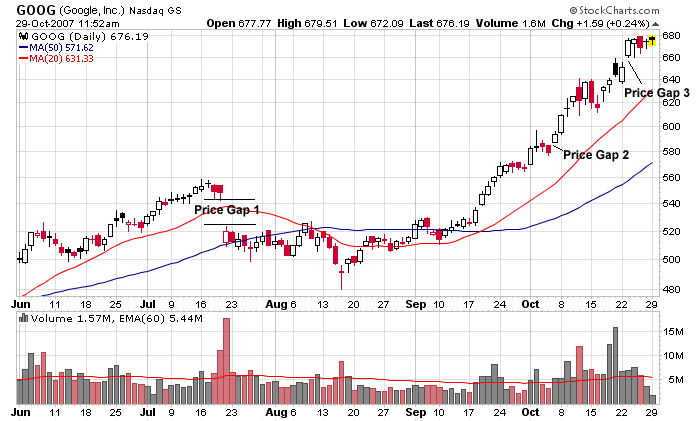 GOOG (Google, Inc.) Nasdaq GS © StockCharts.com
29-Oct-2007 11:52am Open 677.77 High 679.51 Low 672.09 Last 676.19 Volume 1.6M Chg +1.59 (+0.24%)
GOOG (Daily) 676.19
MA(50) 571.62
MA(20) 631.33
680
660
640
620
600
580
560
540
520
500
480
Price Gap 3
Price Gap 2
Price Gap 1
Jun 11 18 25 Jul 9 16 23 Aug 6 13 20 27 Sep 10 17 24 Oct 8 15 22 29
Volume 1.57M, EMA(60) 5.44M
15M
10M
5M
Jun 11 18 25 Jul 9 16 23 Aug 6 13 20 27 Sep 10 17 24 Oct 8 15 22 29